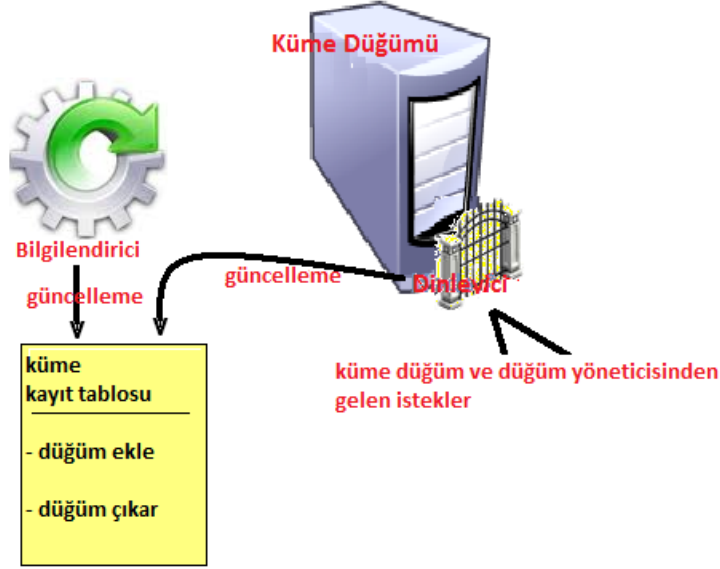 Küme Düğümü
Bilgilendirici
güncelleme
güncelleme
Dinleyici
küme
kayıt tablosu
- düğüm ekle
- düğüm çıkar
küme düğüm ve düğüm yöneticisinden
gelen istekler